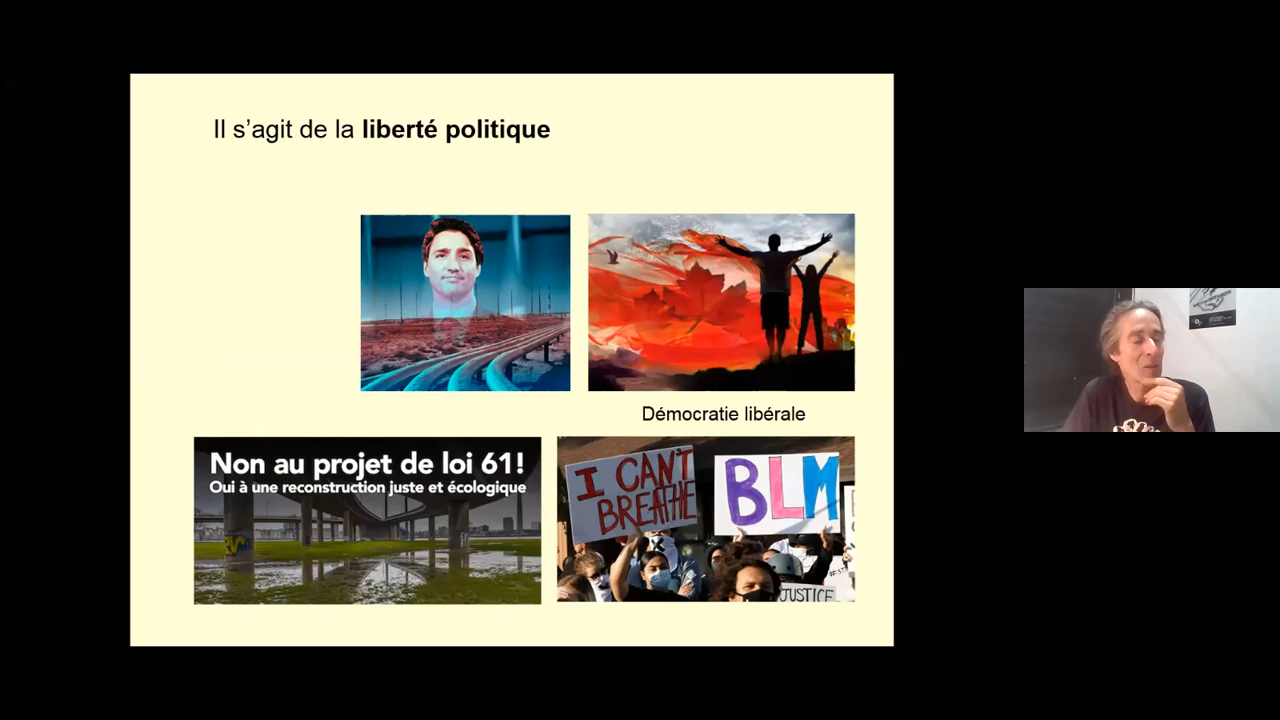 Il s’agit de la liberté politique
Démocratie libérale
Non au projet de loi 61!
Oui à une reconstruction juste et écologique
I CAN'T
BREATHE
BLM
JUSTICE